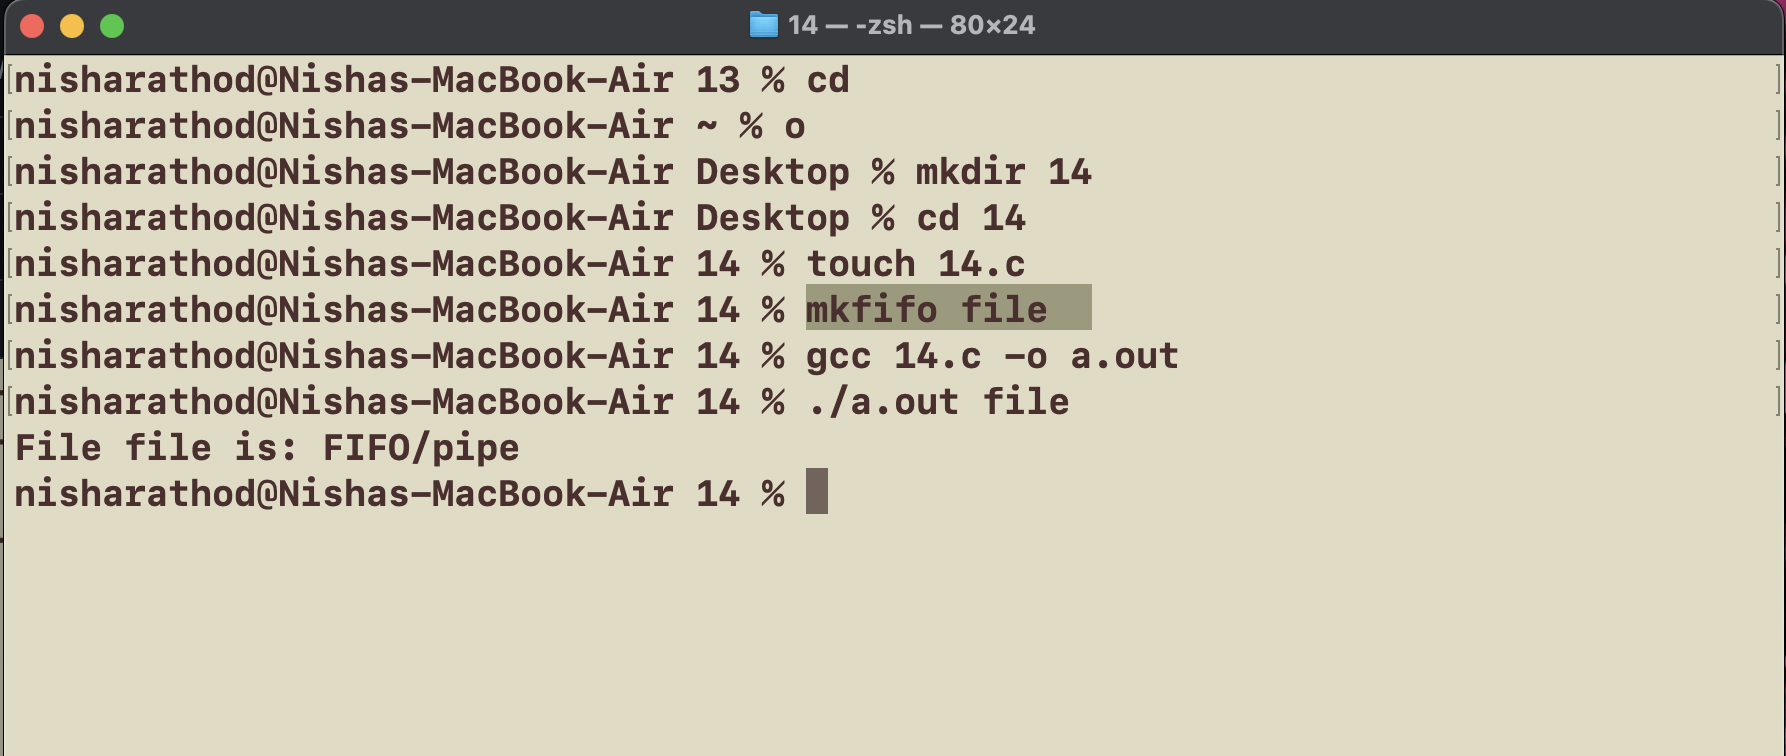 14 — -zsh — 80×24
nisharathod@Nishas-MacBook-Air 13 % cd
nisharathod@Nishas-MacBook-Air ~ % o
nisharathod@Nishas-MacBook-Air Desktop % mkdir 14
nisharathod@Nishas-MacBook-Air Desktop % cd 14
nisharathod@Nishas-MacBook-Air 14 % touch 14.c
nisharathod@Nishas-MacBook-Air 14 % mkfifo file
nisharathod@Nishas-MacBook-Air 14 % gcc 14.c -o a.out
nisharathod@Nishas-MacBook-Air 14 % ./a.out file
File file is: FIFO/pipe
nisharathod@Nishas-MacBook-Air 14 %